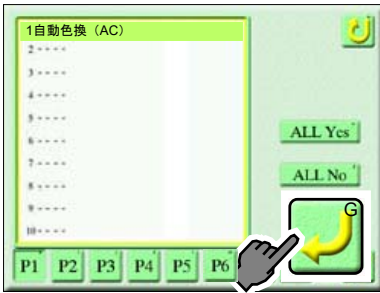 1自動色換（AC）
2----
3----
4----
5----
6----
7----
8----
9----
10----
ALL Yes
ALL No
G
P1 P2 P3 P4 P5 P6